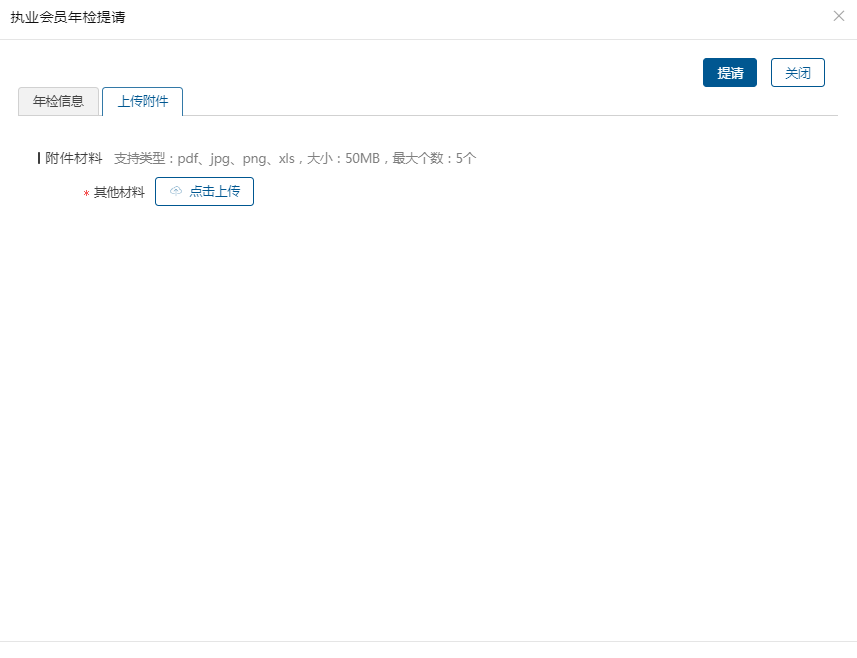 执业会员年检提请
提请 关闭
年检信息 上传附件
附件材料 支持类型：pdf、jpg、png、xls，大小：50MB，最大个数：5个
* 其他材料 点击上传